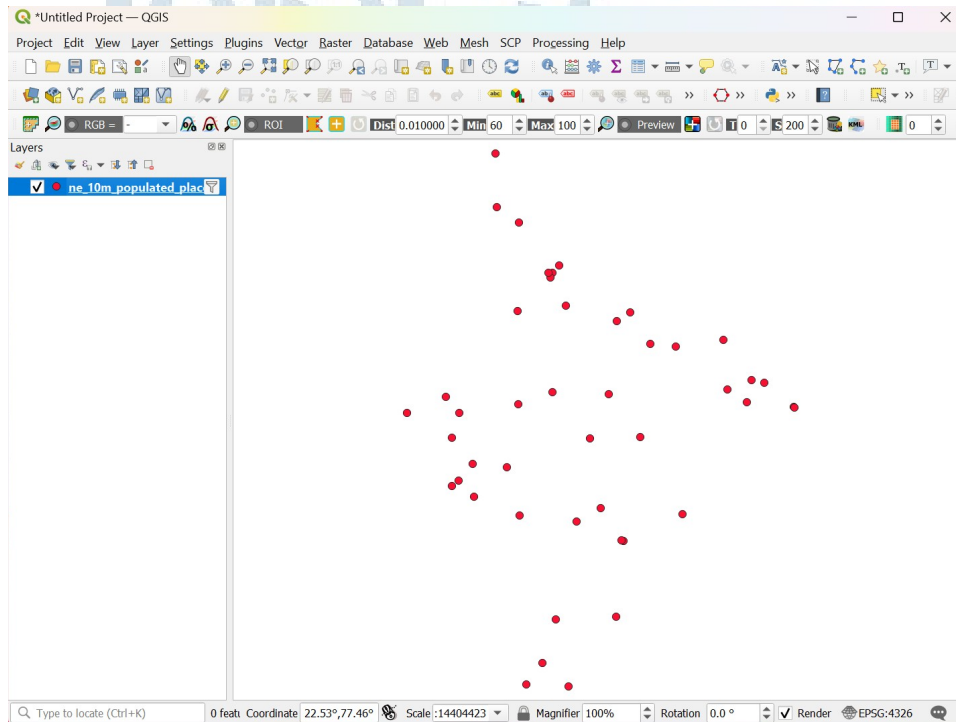 *Untitled Project — QGIS
Project Edit View Layer Settings Plugins Vector Raster Database Web Mesh SCP Processing Help
RGB = - ROI Dist 0.010000 Min 60 Max 100 Preview T 0 S 200 KML 0
Layers
ne_10m_populated_plac
Type to locate (Ctrl+K) 0 featu Coordinate 22.53°,77.46° Scale :14404423 Magnifier 100% Rotation 0.0 ° Render EPSG:4326